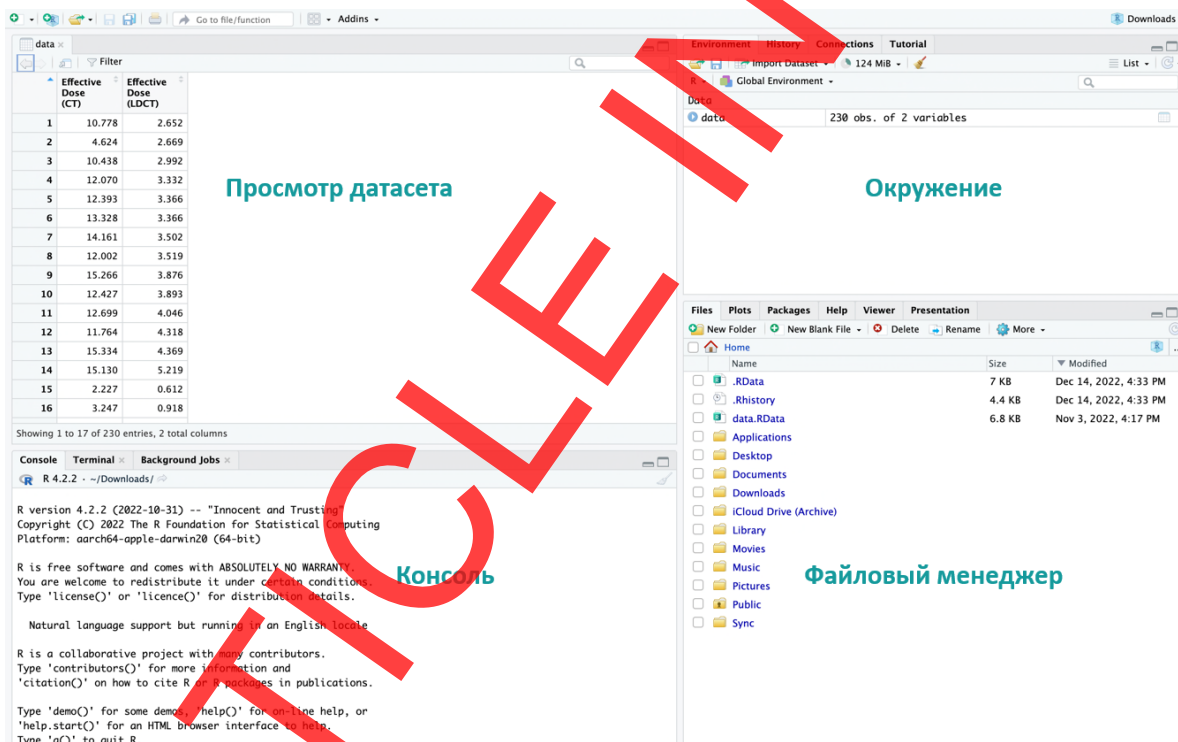 Go to file/function Addins Downloads
data
Filter
Effective Dose (CT) Effective Dose (LDCT)
1 10.778 2.652
2 4.624 2.669
3 10.438 2.992
4 12.070 3.332
5 12.393 3.366
6 13.328 3.366
7 14.161 3.502
8 12.002 3.519
9 15.266 3.876
10 12.427 3.893
11 12.699 4.046
12 11.764 4.318
13 15.334 4.369
14 15.130 5.219
15 2.227 0.612
16 3.247 0.918
Showing 1 to 17 of 230 entries, 2 total columns
Просмотр датасета
Environment History Connections Tutorial
Import Dataset 124 MiB List
R Global Environment
Data
data 230 obs. of 2 variables
Окружение
Console Terminal Background Jobs
R 4.2.2 · ~/Downloads/
R version 4.2.2 (2022-10-31) -- "Innocent and Trusting"
Copyright (C) 2022 The R Foundation for Statistical Computing
Platform: aarch64-apple-darwin20 (64-bit)
R is free software and comes with ABSOLUTELY NO WARRANTY.
You are welcome to redistribute it under certain conditions.
Type 'license()' or 'licence()' for distribution details.
Natural language support but running in an English locale
R is a collaborative project with many contributors.
Type 'contributors()' for more information and
'citation()' on how to cite R or R packages in publications.
Type 'demo()' for some demos, 'help()' for on-line help, or
'help.start()' for an HTML browser interface to help.
Type 'q()' to quit R
Консоль
Files Plots Packages Help Viewer Presentation
New Folder New Blank File Delete Rename More
Home
Name Size Modified
.RData 7 KB Dec 14, 2022, 4:33 PM
.Rhistory 4.4 KB Dec 14, 2022, 4:33 PM
data.RData 6.8 KB Nov 3, 2022, 4:17 PM
Applications
Desktop
Documents
Downloads
iCloud Drive (Archive)
Library
Movies
Music
Pictures
Public
Sync
Файловый менеджер
TICLE IN